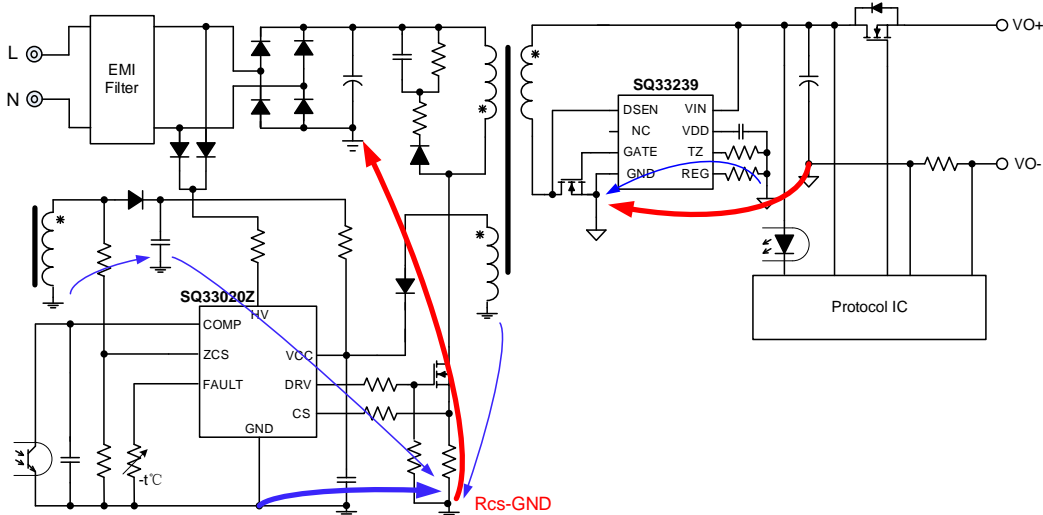 L
N
EMI
Filter
*
*
*
*
SQ33239
DSEN
NC
GATE
GND
VIN
VDD
TZ
REG
VO+
VO-
Protocol IC
SQ33020Z
HV
COMP
ZCS
FAULT
VCC
DRV
CS
GND
-t℃
Rcs-GND